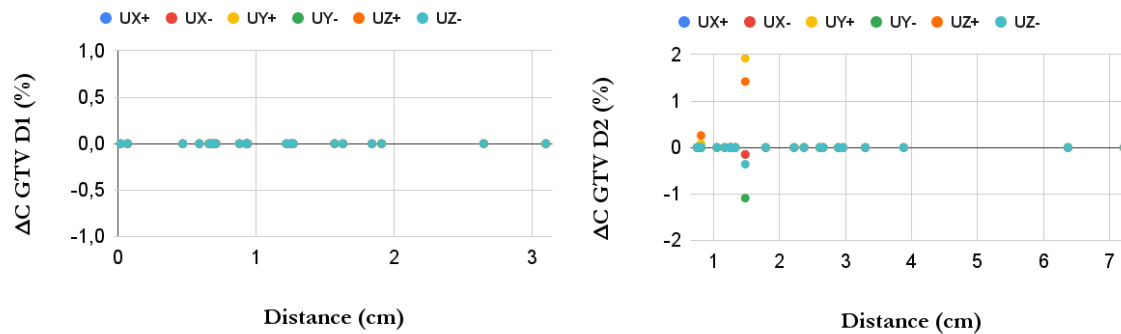 UX+ UX- UY+ UY- UZ+ UZ-
1,0
0,5
0,0
-0,5
-1,0
ΔC GTV D1 (%)
0 1 2 3
Distance (cm)
UX+ UX- UY+ UY- UZ+ UZ-
2
1
0
-1
-2
ΔC GTV D2 (%)
1 2 3 4 5 6 7
Distance (cm)